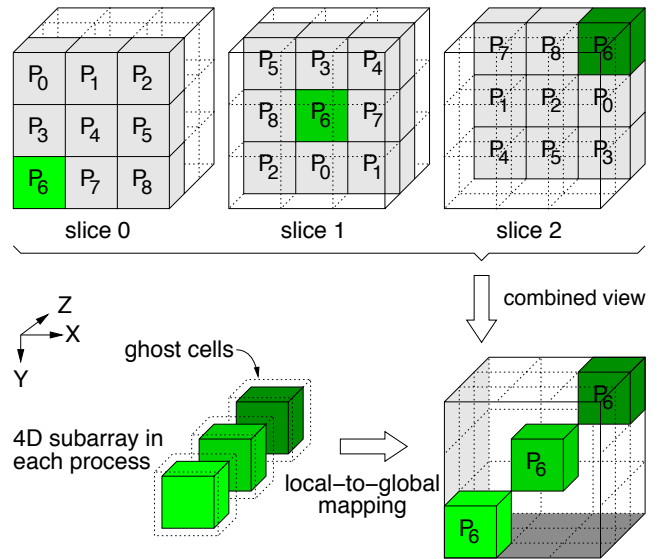 P0 P1 P2
P3 P4 P5
P6 P7 P8
slice 0
P5 P3 P4
P8 P6 P7
P2 P0 P1
slice 1
P7 P8 P6
P1 P2 P0
P4 P5 P3
slice 2
combined view
Z
X
Y
ghost cells
4D subarray in
each process
local–to–global
mapping
P6
P6
P6